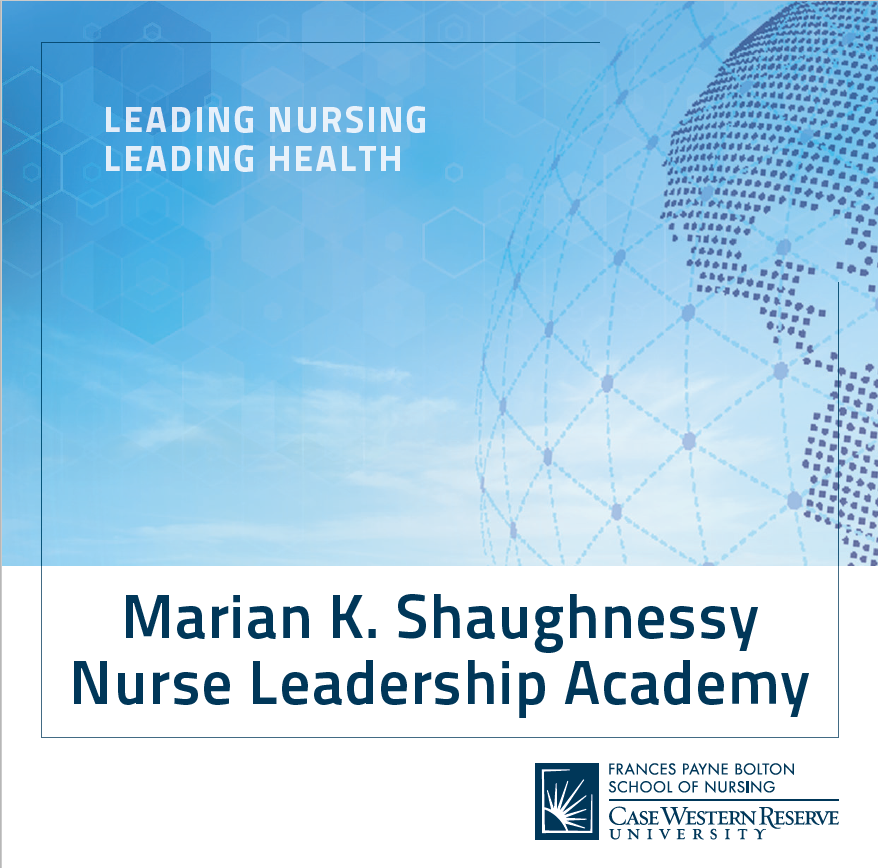 LEADING NURSING
LEADING HEALTH
Marian K. Shaughnessy
Nurse Leadership Academy
FRANCES PAYNE BOLTON
SCHOOL OF NURSING
CASE WESTERN RESERVE
UNIVERSITY